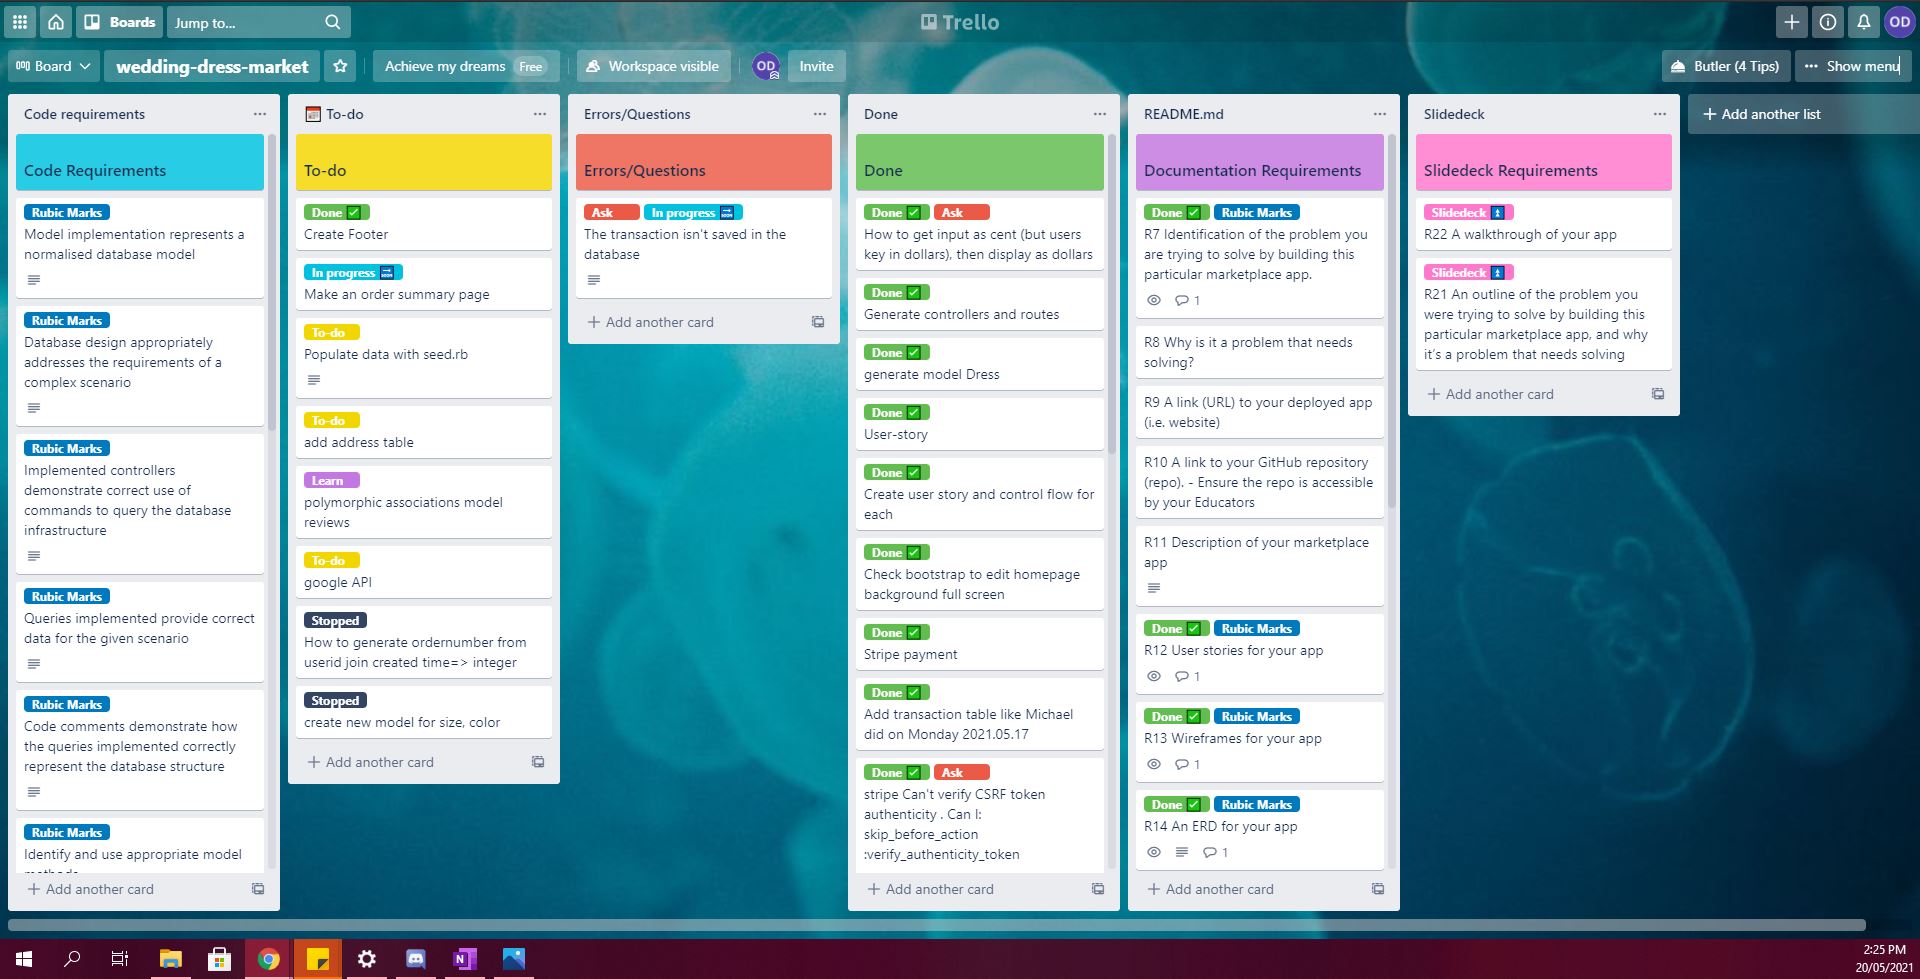 Boards
Jump to...
Trello
OD
Board
wedding-dress-market
Achieve my dreams
Free
Workspace visible
OD
Invite
Butler (4 Tips)
Show menu
Code requirements
Code Requirements
Rubic Marks
Model implementation represents a
normalised database model
Rubic Marks
Database design appropriately
addresses the requirements of a
complex scenario
Rubic Marks
Implemented controllers
demonstrate correct use of
commands to query the database
infrastructure
Rubic Marks
Queries implemented provide correct
data for the given scenario
Rubic Marks
Code comments demonstrate how
the queries implemented correctly
represent the database structure
Rubic Marks
Identify and use appropriate model
+ Add another card
To-do
To-do
Done
Create Footer
In progress
Make an order summary page
To-do
Populate data with seed.rb
To-do
add address table
Learn
polymorphic associations model
reviews
To-do
google API
Stopped
How to generate ordernumber from
userid join created time=> integer
Stopped
create new model for size, color
+ Add another card
Errors/Questions
Errors/Questions
Ask In progress
The transaction isn't saved in the
database
+ Add another card
Done
Done
Done Ask
How to get input as cent (but users
key in dollars), then display as dollars
Done
Generate controllers and routes
Done
generate model Dress
Done
User-story
Done
Create user story and control flow for
each
Done
Check bootstrap to edit homepage
background full screen
Done
Stripe payment
Done
Add transaction table like Michael
did on Monday 2021.05.17
Done Ask
stripe Can't verify CSRF token
authenticity . Can I:
skip_before_action
:verify_authenticity_token
+ Add another card
README.md
Documentation Requirements
Done Rubic Marks
R7 Identification of the problem you
are trying to solve by building this
particular marketplace app.
1
R8 Why is it a problem that needs
solving?
R9 A link (URL) to your deployed app
(i.e. website)
R10 A link to your GitHub repository
(repo). - Ensure the repo is accessible
by your Educators
R11 Description of your marketplace
app
Done Rubic Marks
R12 User stories for your app
1
Done Rubic Marks
R13 Wireframes for your app
1
Done Rubic Marks
R14 An ERD for your app
1
+ Add another card
Slidedeck
Slidedeck Requirements
Slidedeck
R22 A walkthrough of your app
Slidedeck
R21 An outline of the problem you
were trying to solve by building this
particular marketplace app, and why
it's a problem that needs solving
+ Add another card
+ Add another list
2:25 PM
20/05/2021